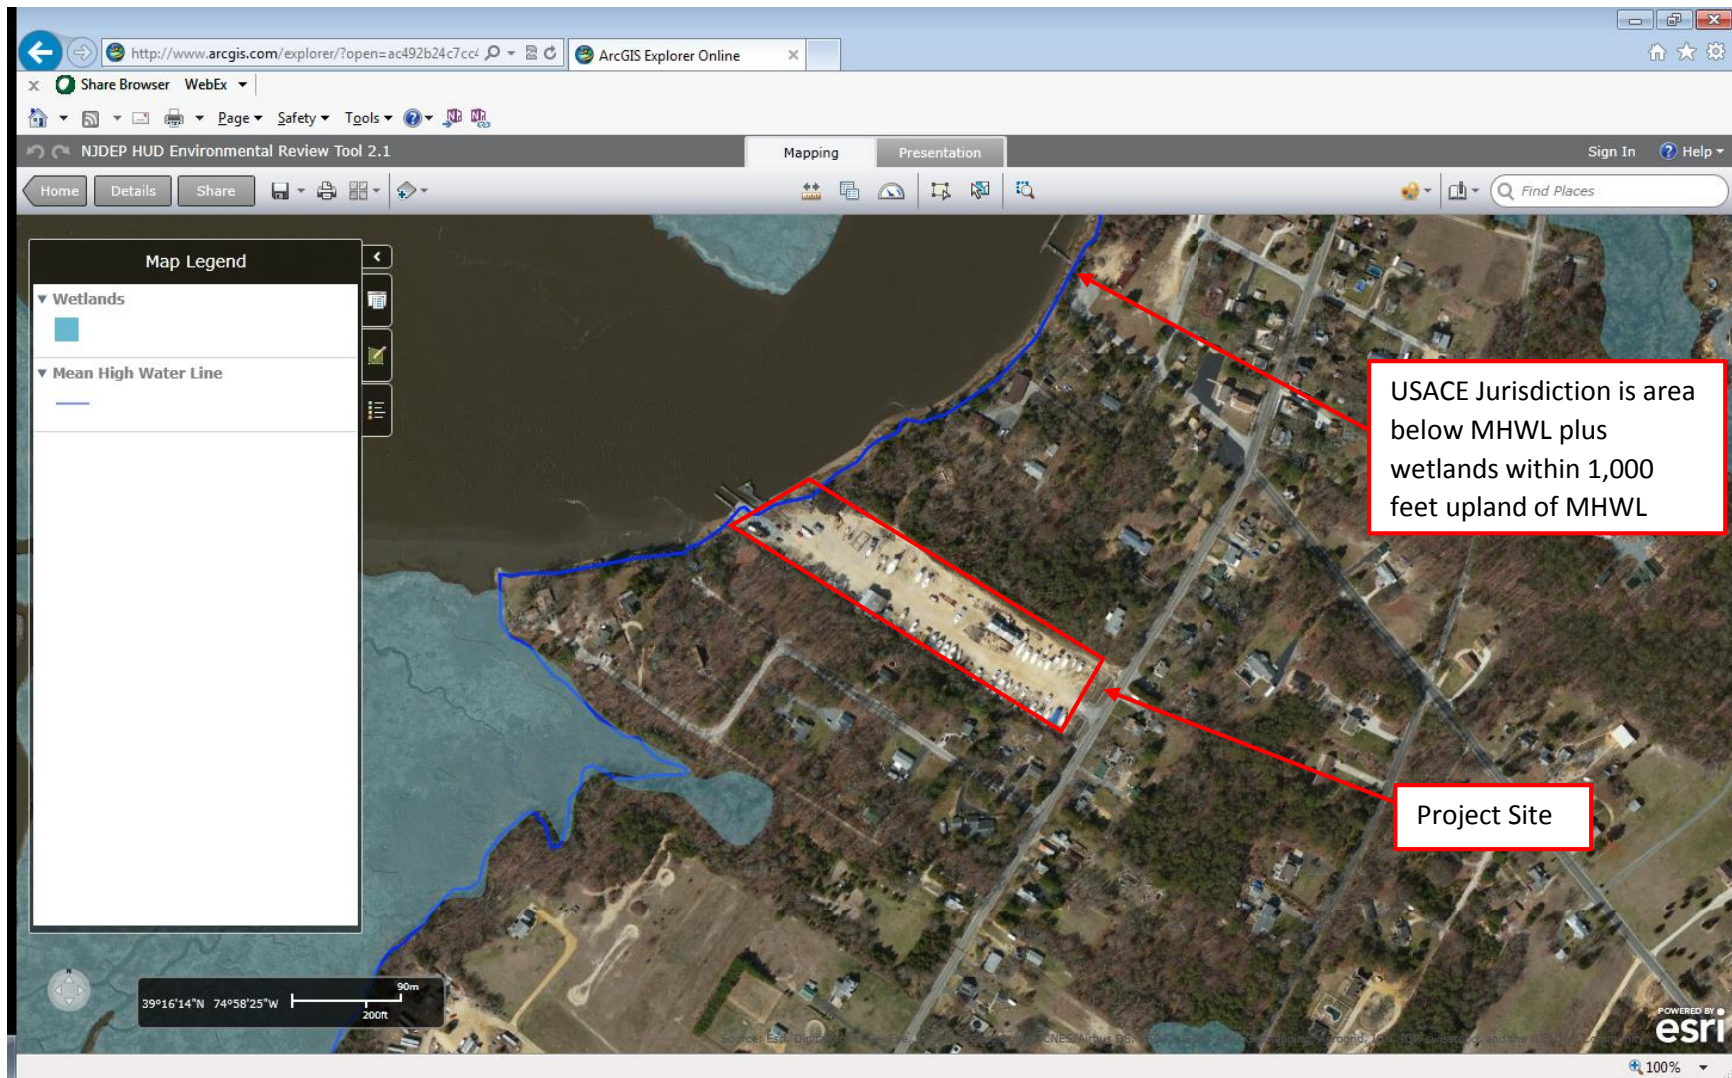 http://www.arcgis.com/explorer/?open=ac492b24c7cc4
ArcGIS Explorer Online
Share Browser WebEx
Page Safety Tools
NJDEP HUD Environmental Review Tool 2.1
Mapping
Presentation
Sign In
Help
Home
Details
Share
Find Places
Map Legend
Wetlands
Mean High Water Line
USACE Jurisdiction is area
below MHWL plus
wetlands within 1,000
feet upland of MHWL
Project Site
39°16'14"N 74°58'25"W
90m
200ft
POWERED BY
esri
100%